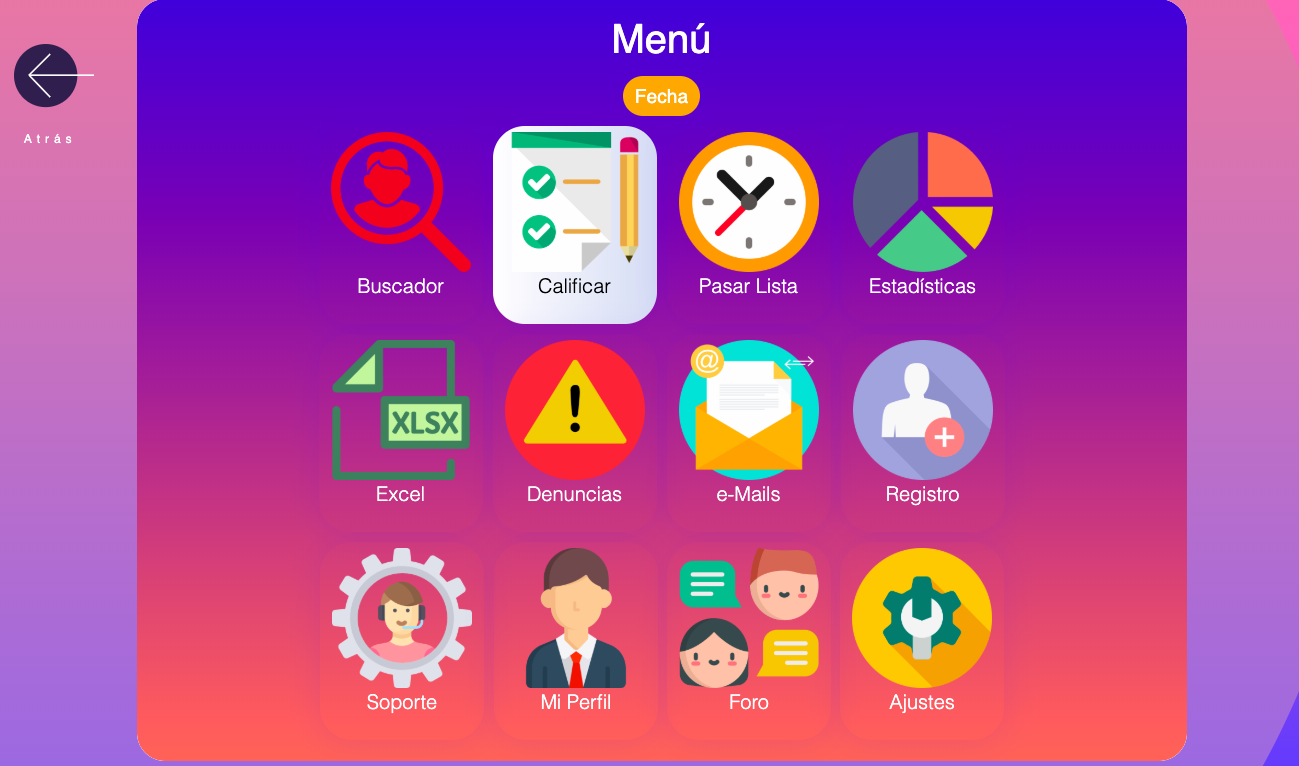 Menú
Fecha
Atrás
Buscador
Calificar
Pasar Lista
Estadísticas
XLSX
Excel
Denuncias
@
e-Mails
Registro
Soporte
Mi Perfil
Foro
Ajustes